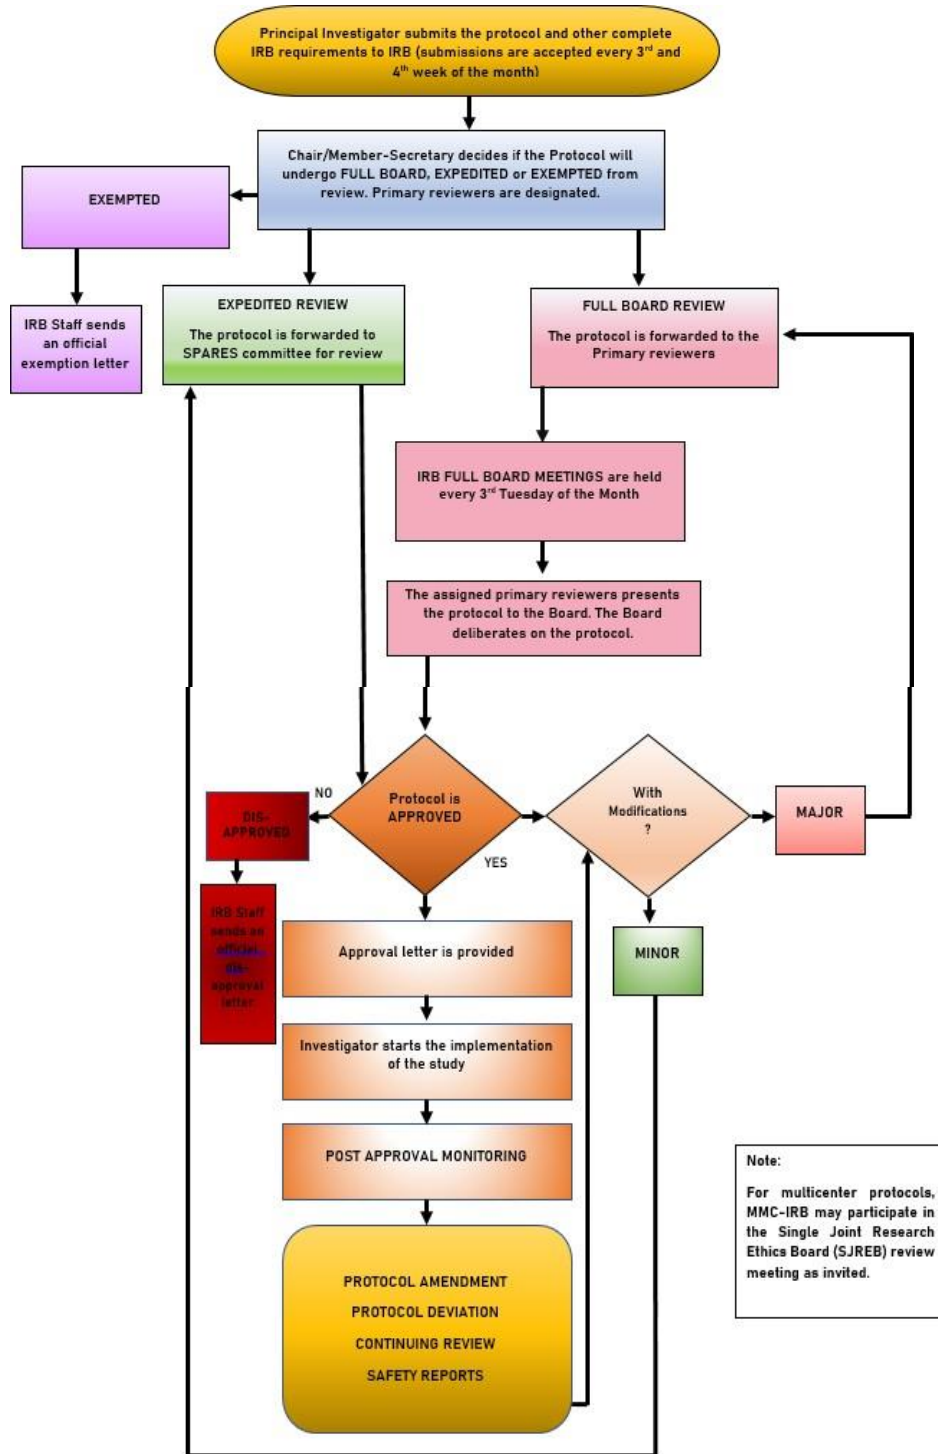 Principal Investigator submits the protocol and other complete
IRB requirements to IRB (submissions are accepted every 3rd and
4th week of the month)
Chair/Member-Secretary decides if the Protocol will
undergo FULL BOARD, EXPEDITED or EXEMPTED from
review. Primary reviewers are designated.
EXEMPTED
IRB Staff sends
an official
exemption letter
EXPEDITED REVIEW
The protocol is forwarded to
SPARES committee for review
FULL BOARD REVIEW
The protocol is forwarded to the
Primary reviewers
IRB FULL BOARD MEETINGS are held
every 3rd Tuesday of the Month
The assigned primary reviewers presents
the protocol to the Board. The Board
deliberates on the protocol.
Protocol is
APPROVED
NO
YES
DIS-
APPROVED
IRB Staff
sends an
official
dis-
approval
letter
With
Modifications
?
MAJOR
MINOR
Approval letter is provided
Investigator starts the implementation
of the study
POST APPROVAL MONITORING
PROTOCOL AMENDMENT
PROTOCOL DEVIATION
CONTINUING REVIEW
SAFETY REPORTS
Note:
For multicenter protocols,
MMC-IRB may participate in
the Single Joint Research
Ethics Board (SJREB) review
meeting as invited.